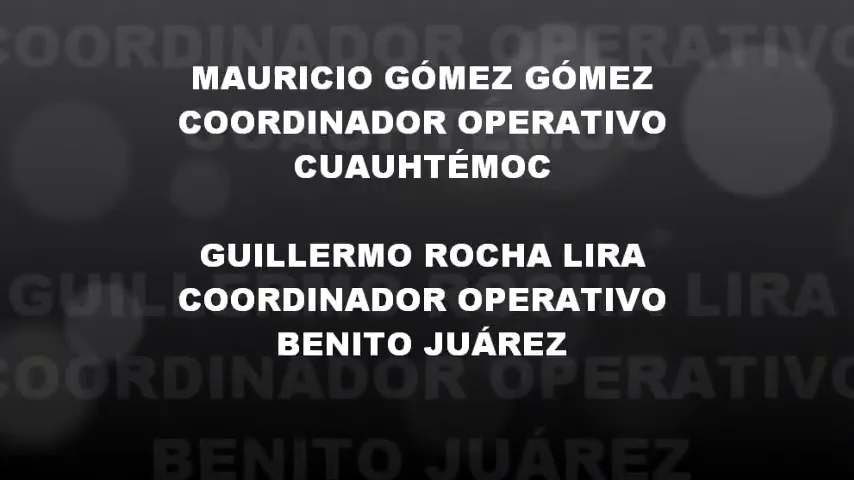 MAURICIO GÓMEZ GÓMEZ
COORDINADOR OPERATIVO
CUAUHTÉMOC
GUILLERMO ROCHA LIRA
COORDINADOR OPERATIVO
BENITO JUÁREZ